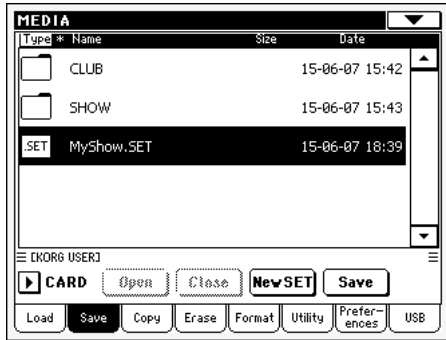 MEDIA
Type * Name Size Date
CLUB 15-06-07 15:42
SHOW 15-06-07 15:43
.SET MyShow.SET 15-06-07 18:39
[KORG USER]
CARD Open Close NewSET Save
Load Save Copy Erase Format Utility Prefer-
ences USB